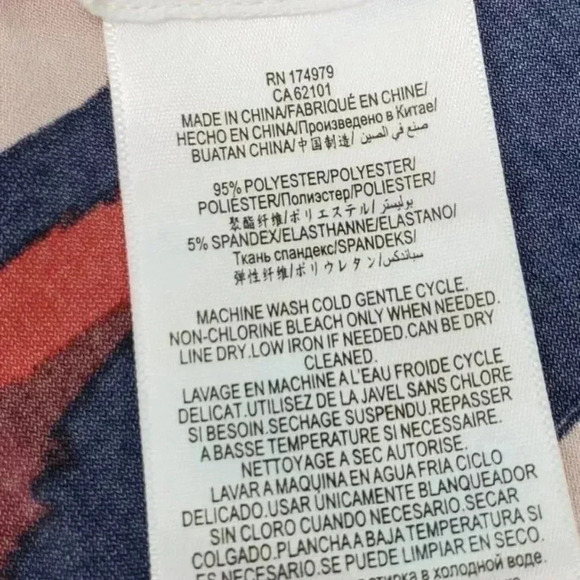 RN 174979
CA 62101
MADE IN CHINA/FABRIQUÉ EN CHINE/
HECHO EN CHINA/Произведено в Китае/
BUATAN CHINA/中国制造/ صنع في الصين/
95% POLYESTER/POLYESTER/
POLIÉSTER/Полиэстер/POLIESTER/
聚酯纤维/ポリエステル/ بوليستر/
5% SPANDEX/ELASTHANNE/ELASTANO/
Ткань спандекс/SPANDEKS/
弹性纤维/ポリウレタン/ سباندكس/
MACHINE WASH COLD GENTLE CYCLE.
NON-CHLORINE BLEACH ONLY WHEN NEEDED.
LINE DRY.LOW IRON IF NEEDED.CAN BE DRY
CLEANED.
LAVAGE EN MACHINE A L'EAU FROIDE CYCLE
DELICAT.UTILISEZ DE LA JAVEL SANS CHLORE
SI BESOIN.SECHAGE SUSPENDU.REPASSER
A BASSE TEMPERATURE SI NECESSAIRE.
NETTOYAGE A SEC AUTORISE.
LAVAR A MAQUINA EN AGUA FRIA CICLO
DELICADO.USAR ÚNICAMENTE BLANQUEADOR
SIN CLORO CUANDO NECESARIO.SECAR
COLGADO.PLANCHA A BAJA TEMPERATURA SI
ES NECESARIO.SE PUEDE LIMPIAR EN SECO.
в холодной воде.